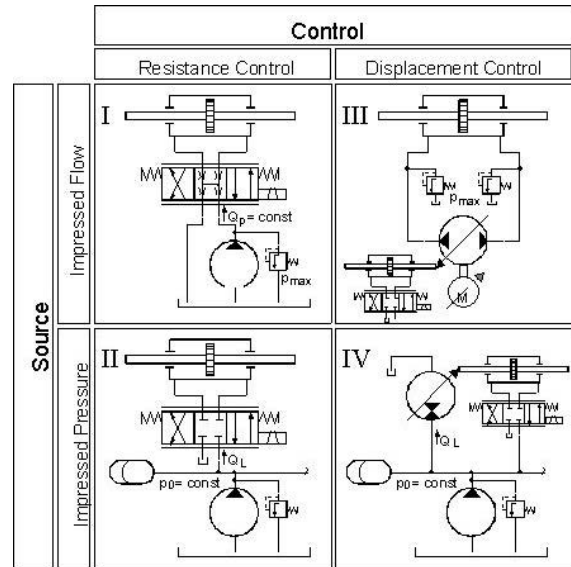 Control
Resistance Control
Displacement Control
Source
Impressed Flow
I
Qp= const
pmax
III
pmax
M
Impressed Pressure
II
QL
p0= const
IV
QL
p0= const